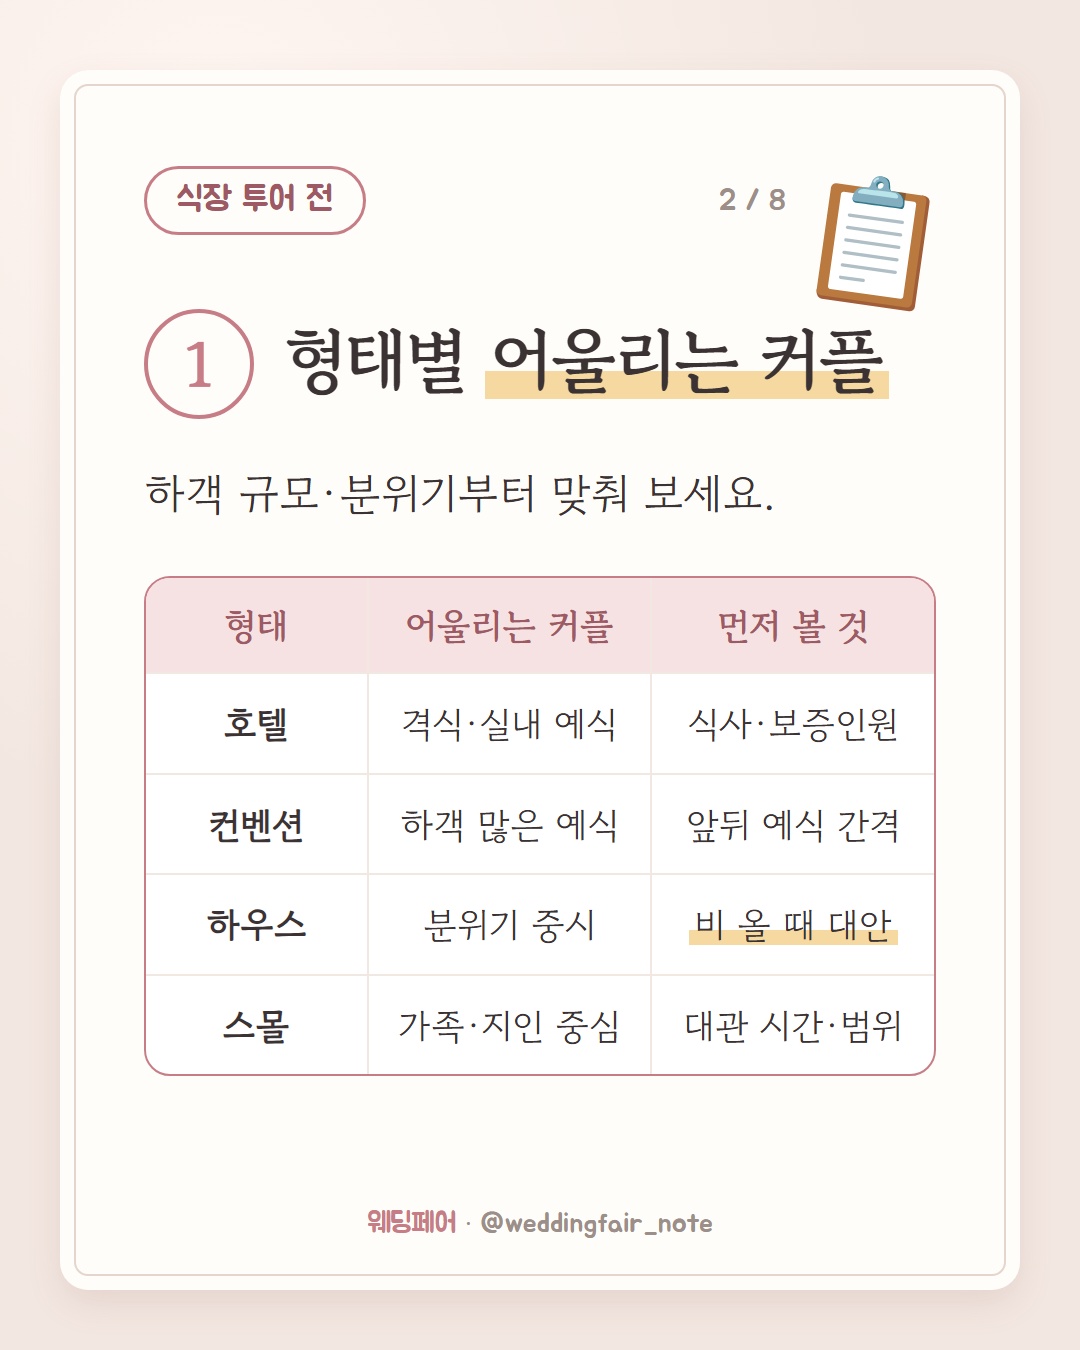 식장 투어 전
2 / 8
1 형태별 어울리는 커플
하객 규모·분위기부터 맞춰 보세요.
형태 어울리는 커플 먼저 볼 것
호텔 격식·실내 예식 식사·보증인원
컨벤션 하객 많은 예식 앞뒤 예식 간격
하우스 분위기 중시 비 올 때 대안
스몰 가족·지인 중심 대관 시간·범위
웨딩페어 · @weddingfair_note